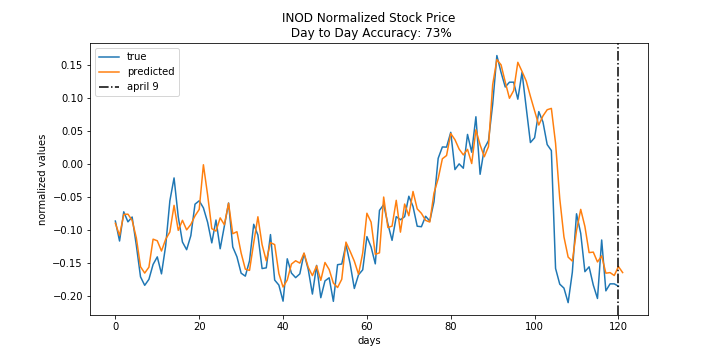 INOD Normalized Stock Price
Day to Day Accuracy: 73%
true
predicted
april 9
normalized values
0.15
0.10
0.05
0.00
−0.05
−0.10
−0.15
−0.20
0
20
40
60
80
100
120
days